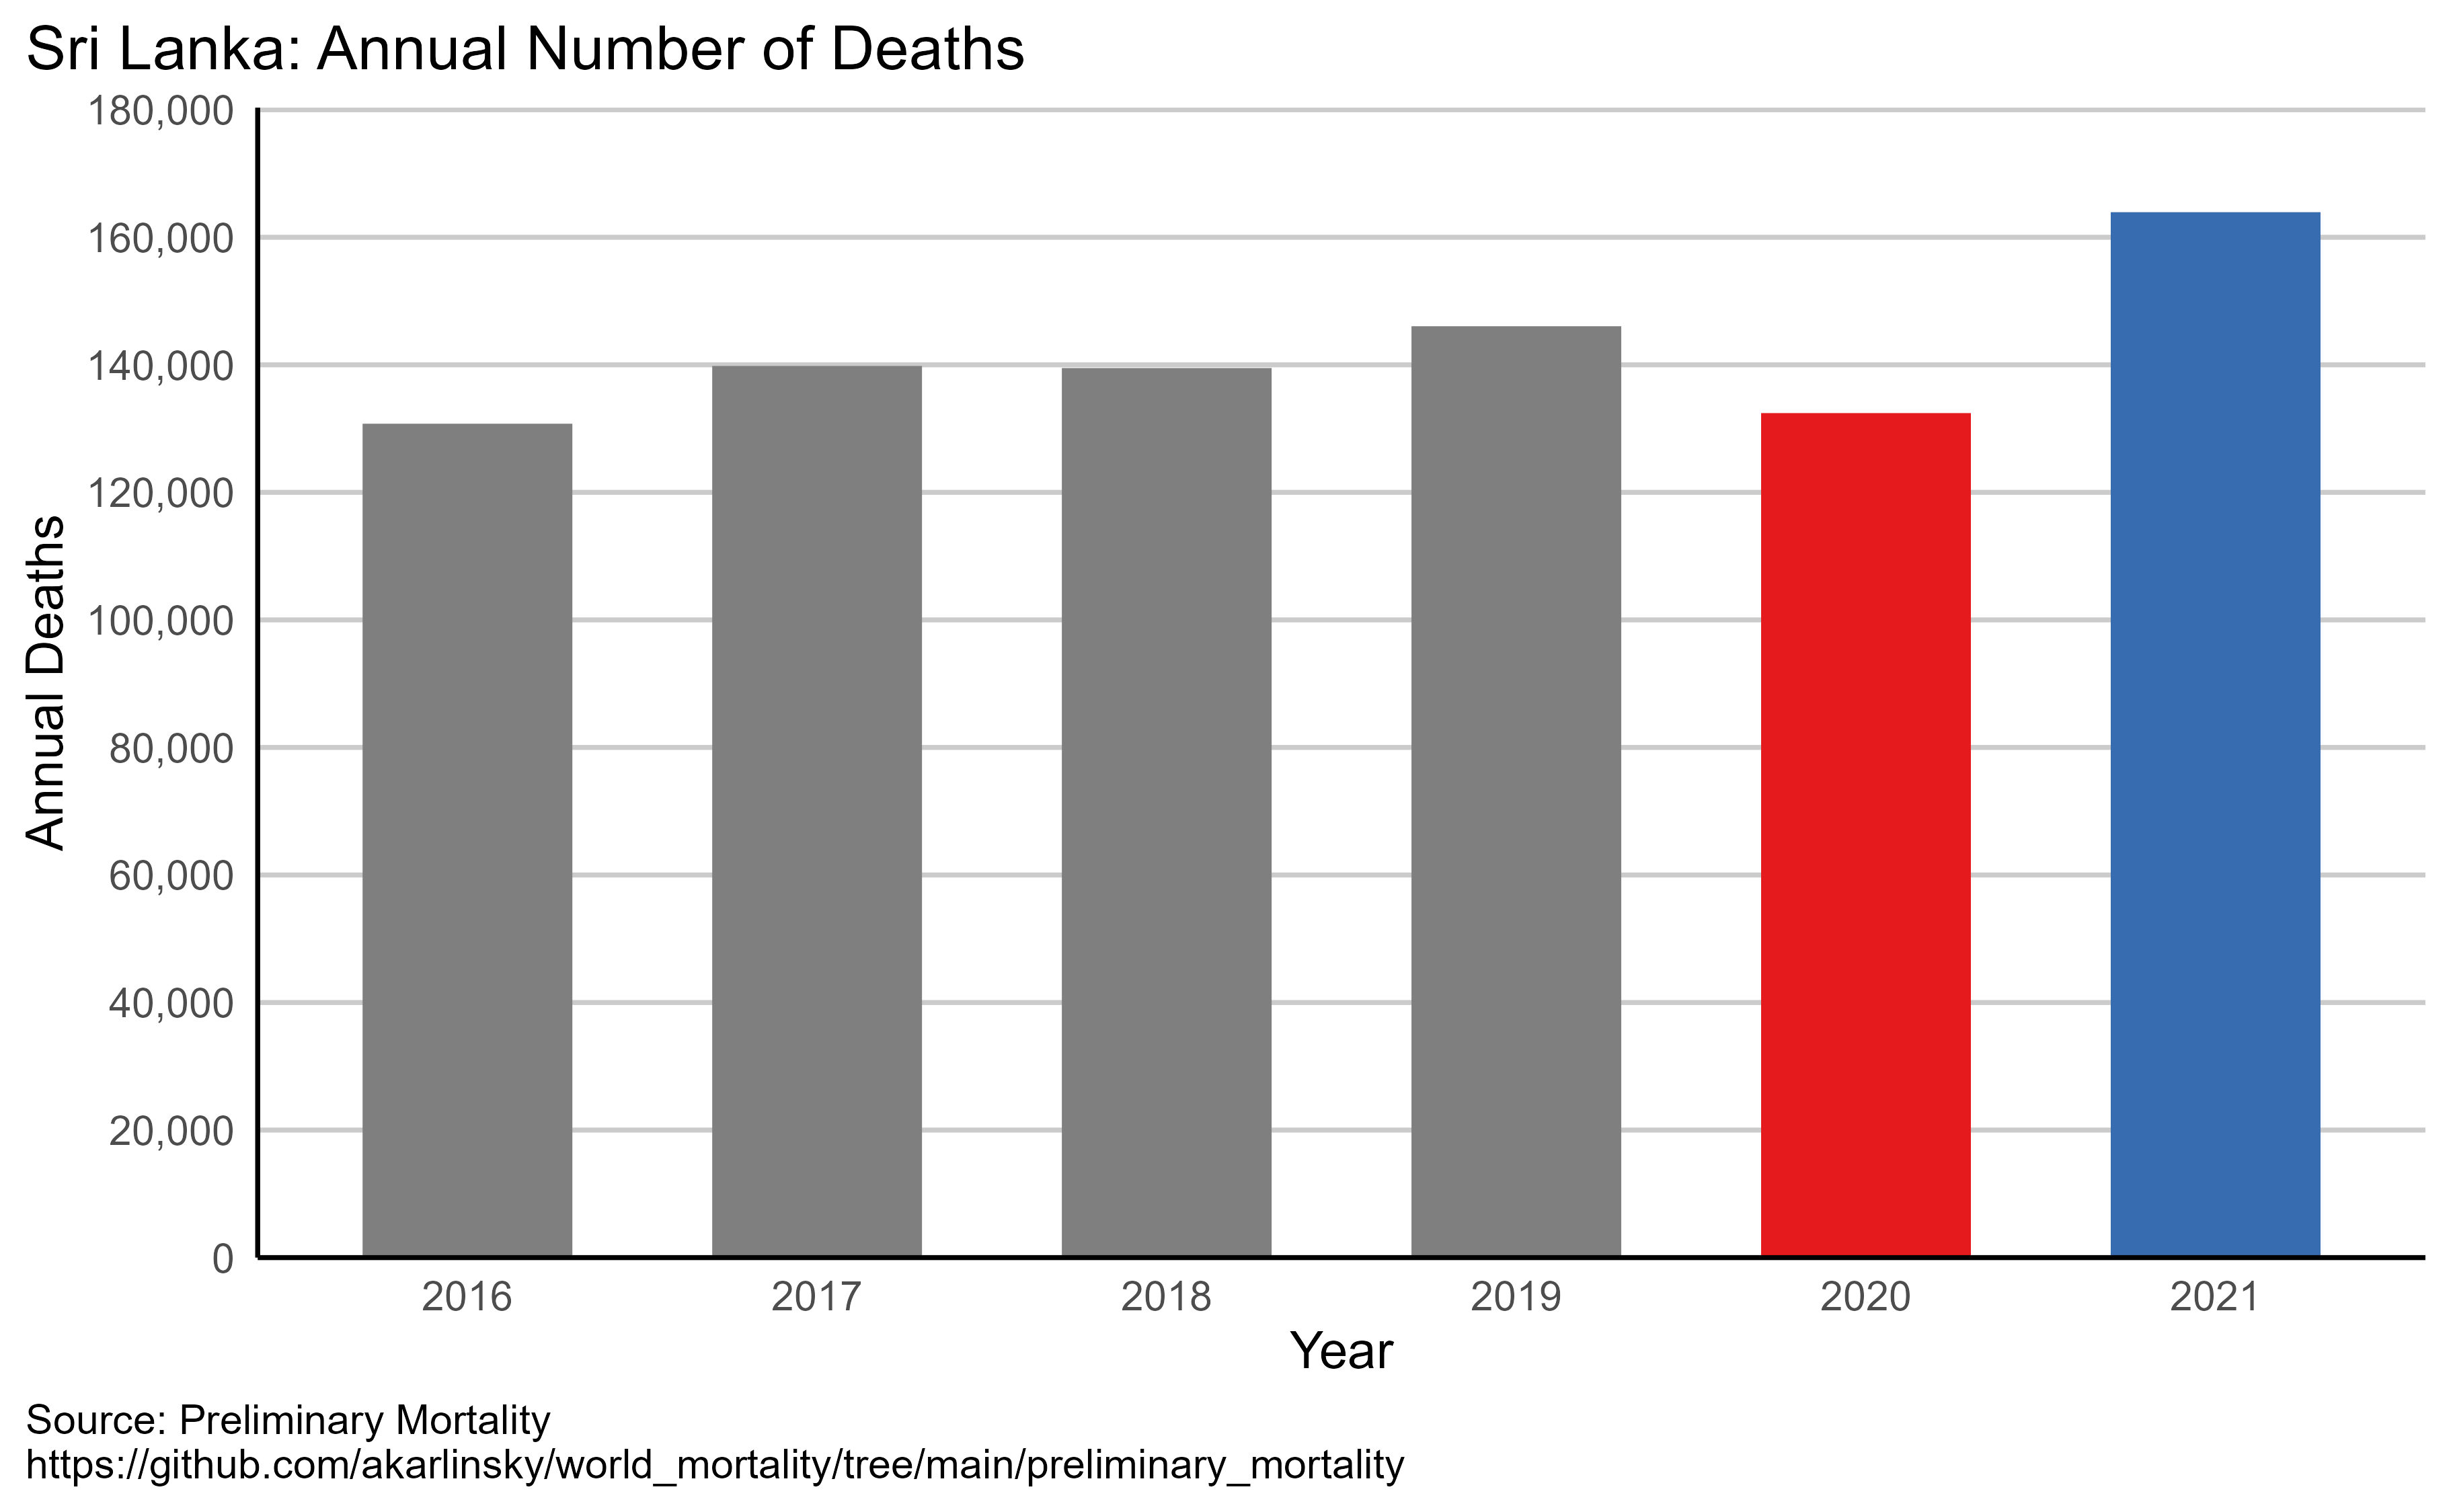 Sri Lanka: Annual Number of Deaths
180,000
160,000
140,000
120,000
100,000
80,000
60,000
40,000
20,000
0
Annual Deaths
2016 2017 2018 2019 2020 2021
Year
Source: Preliminary Mortality
https://github.com/akarlinsky/world_mortality/tree/main/preliminary_mortality